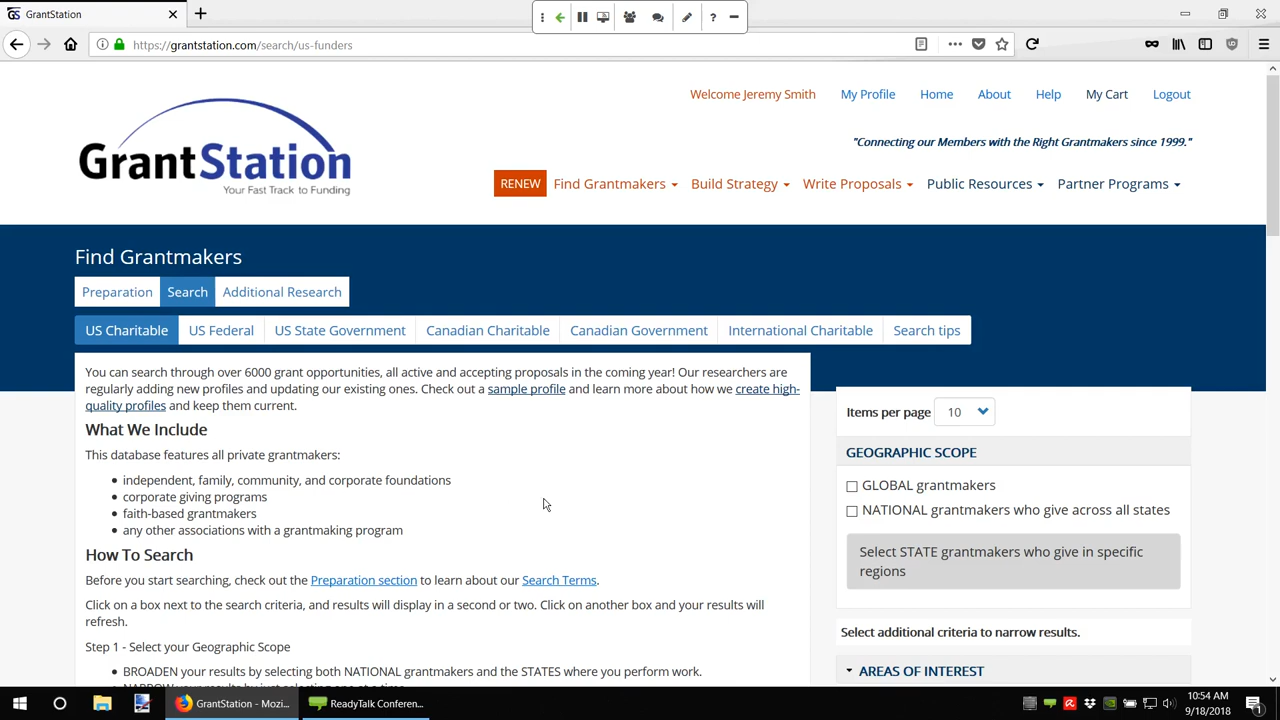 GrantStation
https://grantstation.com/search/us-funders
Welcome Jeremy Smith
My Profile
Home
About
Help
My Cart
Logout
GrantStation
Your Fast Track to Funding
"Connecting our Members with the Right Grantmakers since 1999."
RENEW
Find Grantmakers
Build Strategy
Write Proposals
Public Resources
Partner Programs
Find Grantmakers
Preparation
Search
Additional Research
US Charitable
US Federal
US State Government
Canadian Charitable
Canadian Government
International Charitable
Search tips
You can search through over 6000 grant opportunities, all active and accepting proposals in the coming year! Our researchers are
regularly adding new profiles and updating our existing ones. Check out a sample profile and learn more about how we create high-
quality profiles and keep them current.
What We Include
This database features all private grantmakers:
• independent, family, community, and corporate foundations
• corporate giving programs
• faith-based grantmakers
• any other associations with a grantmaking program
How To Search
Before you start searching, check out the Preparation section to learn about our Search Terms.
Click on a box next to the search criteria, and results will display in a second or two. Click on another box and your results will
refresh.
Step 1 - Select your Geographic Scope
• BROADEN your results by selecting both NATIONAL grantmakers and the STATES where you perform work.
Items per page 10
GEOGRAPHIC SCOPE
GLOBAL grantmakers
NATIONAL grantmakers who give across all states
Select STATE grantmakers who give in specific
regions
Select additional criteria to narrow results.
AREAS OF INTEREST
GrantStation - Mozi...
ReadyTalk Conferen...
10:54 AM
9/18/2018